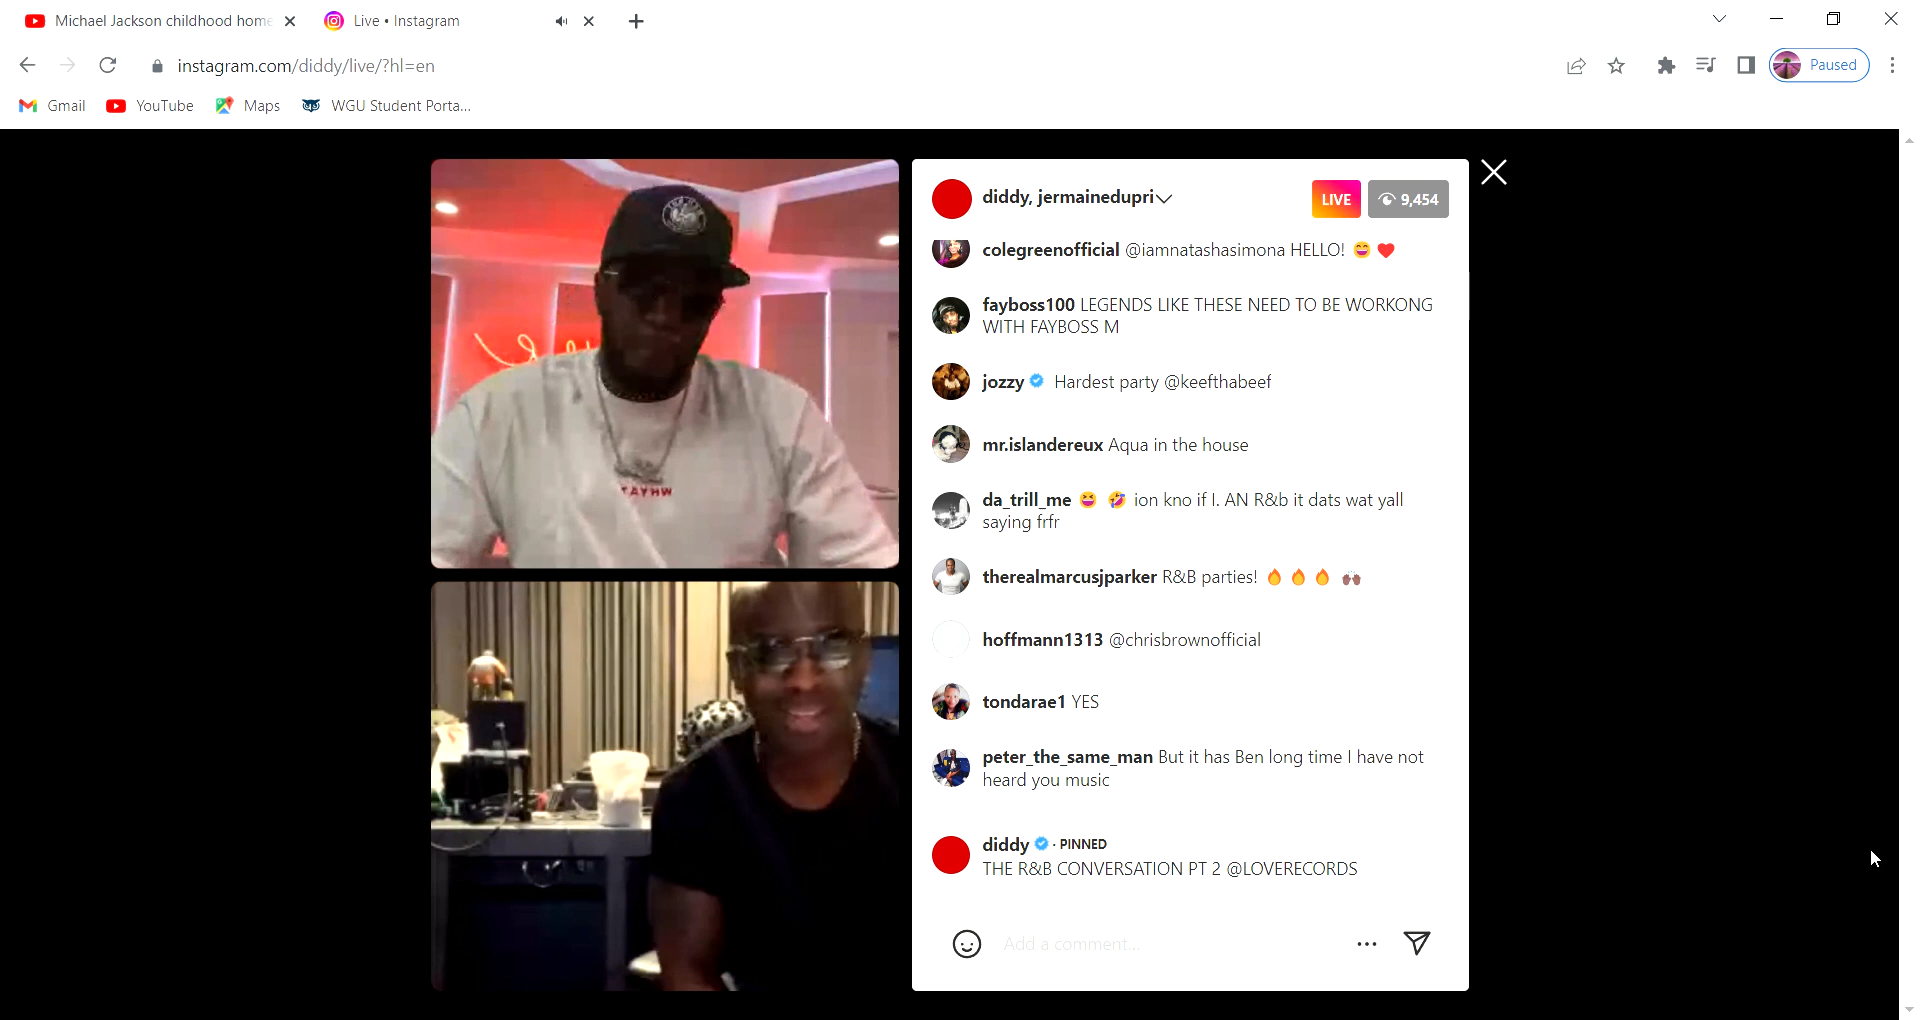 Michael Jackson childhood home
Live • Instagram
instagram.com/diddy/live/?hl=en
Paused
Gmail
YouTube
Maps
WGU Student Porta...
diddy, jermainedupri
LIVE
9,454
colegreenofficial @iamnatashasimona HELLO! 😄 ❤️
fayboss100 LEGENDS LIKE THESE NEED TO BE WORKONG
WITH FAYBOSS M
jozzy Hardest party @keefthabeef
mr.islandereux Aqua in the house
da_trill_me 😆 🤣 ion kno if I. AN R&b it dats wat yall
saying frfr
therealmarcusjparker R&B parties! 🔥 🔥 🔥 🙌🏾
hoffmann1313 @chrisbrownofficial
tondarae1 YES
peter_the_same_man But it has Ben long time I have not
heard you music
diddy · PINNED
THE R&B CONVERSATION PT 2 @LOVERECORDS
Add a comment...